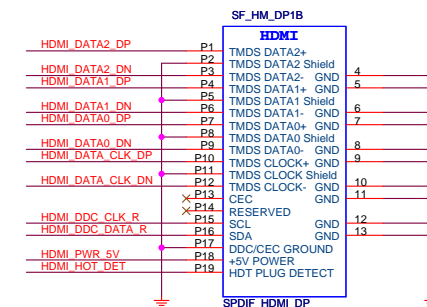 SF_HM_DP1B
HDMI
HDMI_DATA2_DP P1 TMDS DATA2+
P2 TMDS DATA2 Shield
HDMI_DATA2_DN P3 TMDS DATA2- GND 4
HDMI_DATA1_DP P4 TMDS DATA1+ GND 5
P5 TMDS DATA1 Shield
HDMI_DATA1_DN P6 TMDS DATA1- GND 6
HDMI_DATA0_DP P7 TMDS DATA0+ GND 7
P8 TMDS DATA0 Shield
HDMI_DATA0_DN P9 TMDS DATA0- GND 8
HDMI_DATA_CLK_DP P10 TMDS CLOCK+ GND 9
P11 TMDS CLOCK Shield
HDMI_DATA_CLK_DN P12 TMDS CLOCK- GND 10
P13 CEC GND 11
P14 RESERVED
HDMI_DDC_CLK_R P15 SCL GND 12
HDMI_DDC_DATA_R P16 SDA GND 13
P17 DDC/CEC GROUND
HDMI_PWR_5V P18 +5V POWER
HDMI_HOT_DET P19 HDT PLUG DETECT
SPDIF_HDMI_DP